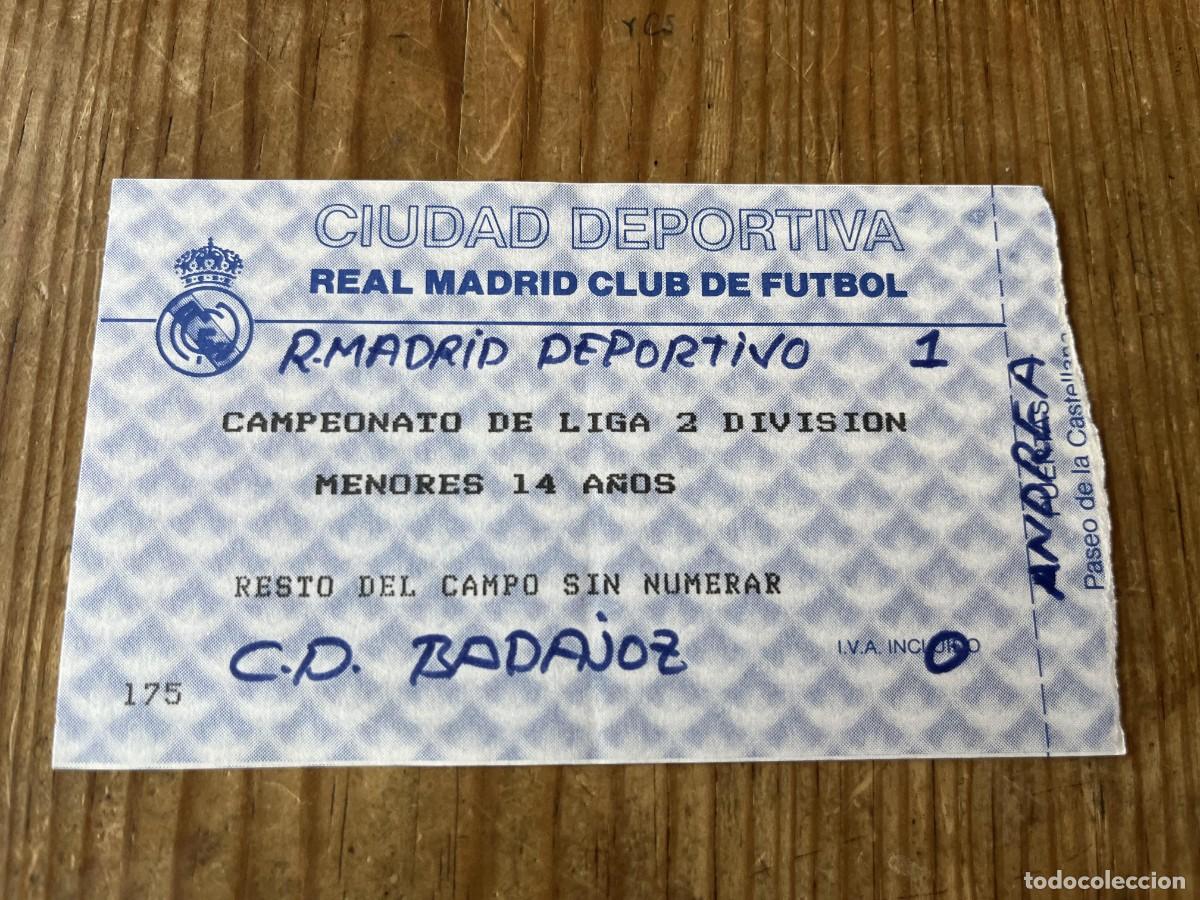 CIUDAD DEPORTIVA
REAL MADRID CLUB DE FUTBOL
R.MADRID DEPORTIVO 1
CAMPEONATO DE LIGA 2 DIVISION
MENORES 14 AÑOS
RESTO DEL CAMPO SIN NUMERAR
C.D. BADAJOZ 0
I.V.A. INCLUIDO
175
ANDREA
Paseo de la Castellana
todocoleccion